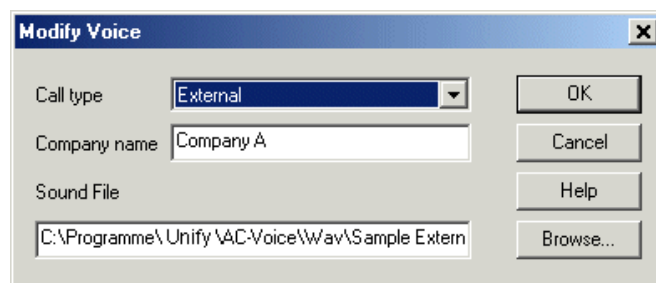 Modify Voice
Call type External OK
Company name Company A Cancel
Sound File Help
C:\Programme\ Unify \AC-Voice\Wav\Sample Extern Browse...